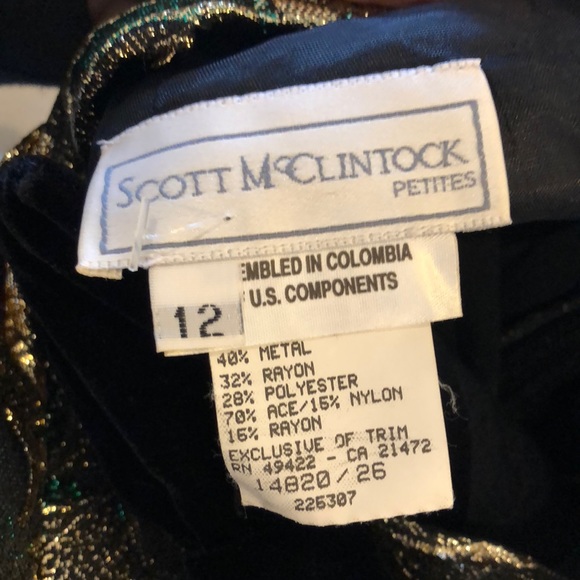 SCOTT McCLINTOCK
PETITES
EMBLED IN COLOMBIA
U.S. COMPONENTS
12
40% METAL
32% RAYON
28% POLYESTER
70% ACE/15% NYLON
15% RAYON
EXCLUSIVE OF TRIM
RN 49422 - CA 21472
14820/26
225307